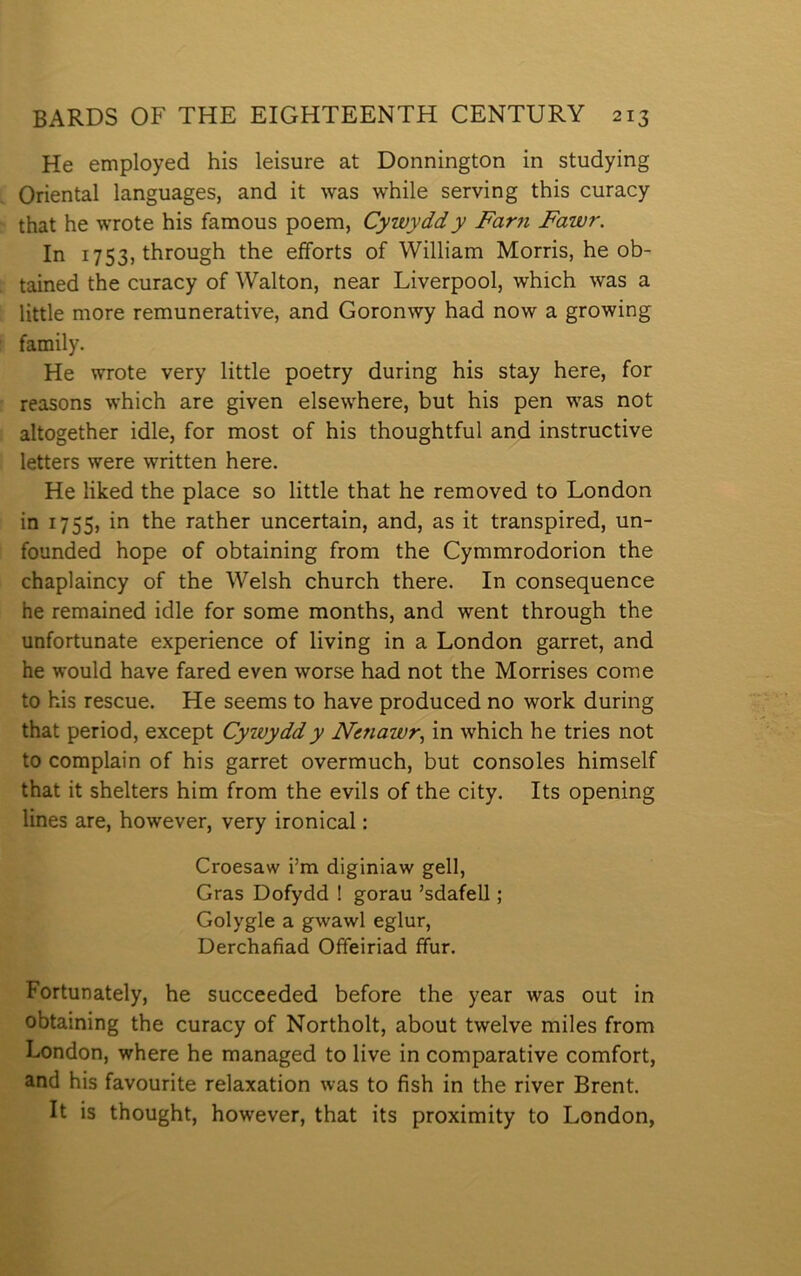 BARDS OF THE EIGHTEENTH CENTURY 213
He employed his leisure at Donnington in studying
Oriental languages, and it was while serving this curacy
that he wrote his famous poem, Cywydd y Farn Fawr.
In 1753, through the efforts of William Morris, he ob-
tained the curacy of Walton, near Liverpool, which was a
little more remunerative, and Goronwy had now a growing
family.
He wrote very little poetry during his stay here, for
reasons which are given elsewhere, but his pen was not
altogether idle, for most of his thoughtful and instructive
letters were written here.
He liked the place so little that he removed to London
in 1755, in the rather uncertain, and, as it transpired, un-
founded hope of obtaining from the Cymmrodorion the
chaplaincy of the Welsh church there. In consequence
he remained idle for some months, and went through the
unfortunate experience of living in a London garret, and
he would have fared even worse had not the Morrises come
to his rescue. He seems to have produced no work during
that period, except Cywydd y Nenawr, in which he tries not
to complain of his garret overmuch, but consoles himself
that it shelters him from the evils of the city. Its opening
lines are, however, very ironical:
Croesaw i’m diginiaw gell,
Gras Dofydd ! gorau ’sdafell ;
Golygle a gwawl eglur,
Derchafiad Offeiriad ffur.
Fortunately, he succeeded before the year was out in
obtaining the curacy of Northolt, about twelve miles from
London, where he managed to live in comparative comfort,
and his favourite relaxation was to fish in the river Brent.
It is thought, however, that its proximity to London,